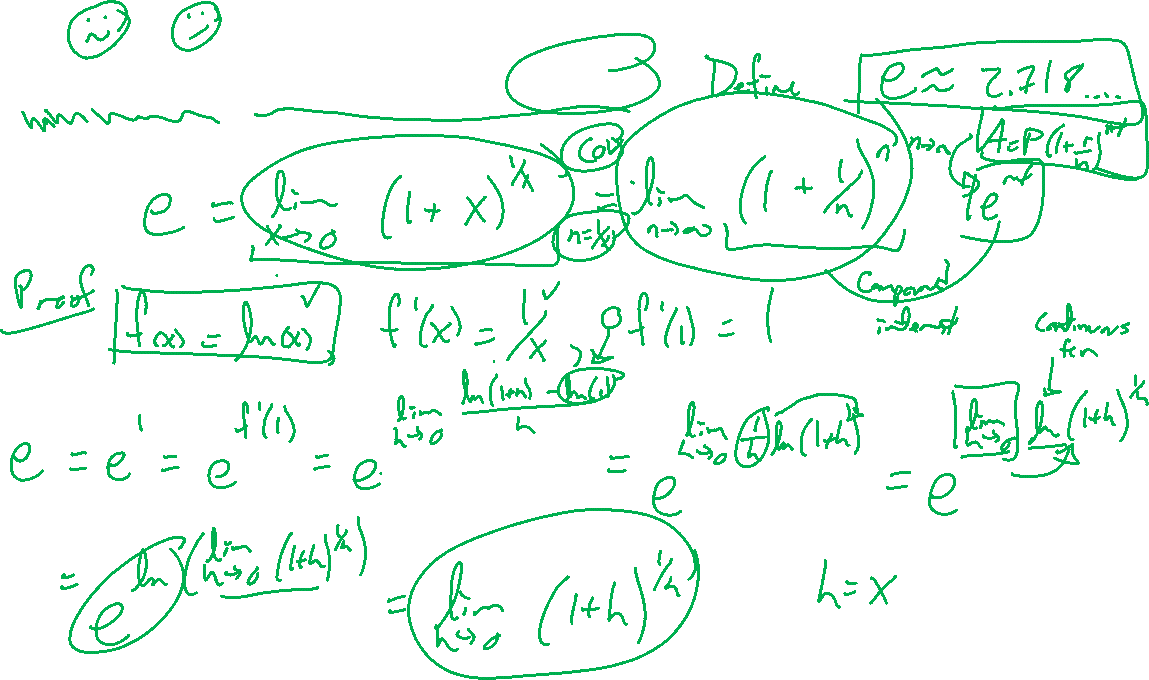 Define e ≈ 2.718....
e = lim x→0 (1 + x)^(1/x) = lim n→∞ (1 + 1/n)^n
COV
n = 1/x
n→∞ A = P(1 + r/n)^(nt)
Pe^(rt)
Compound interest
Proof f(x) = ln(x) ✓ f'(x) = 1/x ✓ f'(1) = 1
0
Continuous fcn
e = e^1 = e^(f'(1)) = e^(lim h→0 (ln(1+h) - ln(1))/h) = e^(lim h→0 (1/h) ln(1+h)) = e^(lim h→0 ln(1+h)^(1/h))
= e^(ln(lim h→0 (1+h)^(1/h))) = lim h→0 (1+h)^(1/h) h = x